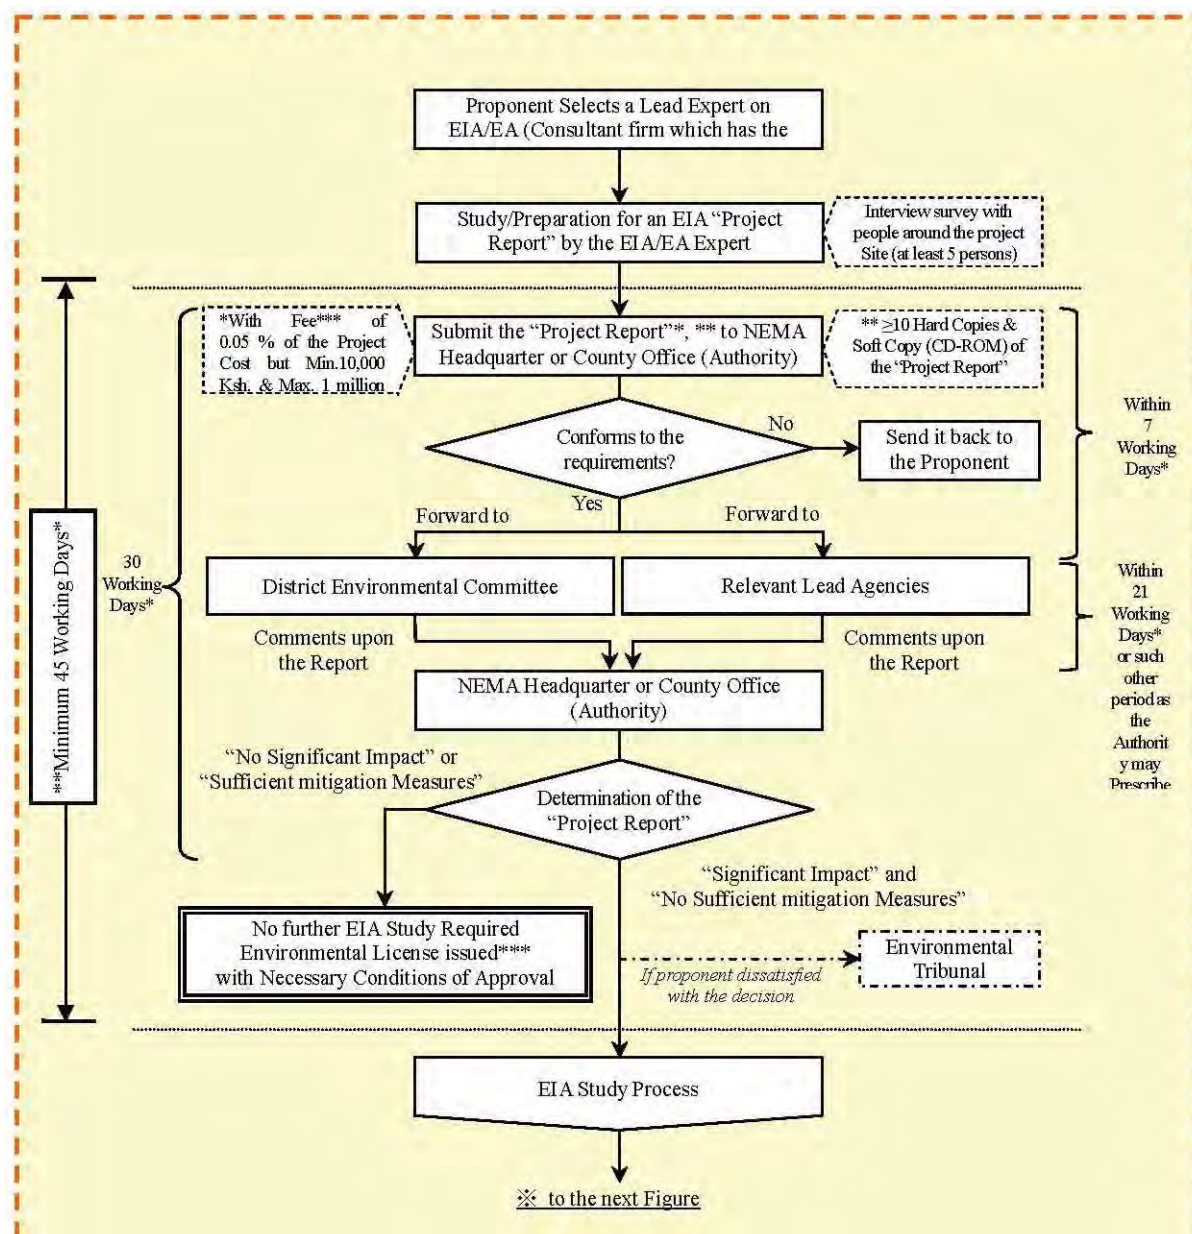 Proponent Selects a Lead Expert on
EIA/EA (Consultant firm which has the
Study/Preparation for an EIA “Project
Report” by the EIA/EA Expert
Interview survey with
people around the project
Site (at least 5 persons)
*With Fee*** of
0.05 % of the Project
Cost but Min.10,000
Ksh. & Max. 1 million
Submit the “Project Report”*, ** to NEMA
Headquarter or County Office (Authority)
** ≥10 Hard Copies &
Soft Copy (CD-ROM) of
the “Project Report”
Conforms to the
requirements?
No
Send it back to
the Proponent
Within
7
Working
Days*
Yes
Forward to
Forward to
**Minimum 45 Working Days*
30
Working
Days*
District Environmental Committee
Relevant Lead Agencies
Within
21
Working
Days*
or such
other
period as
the
Authorit
y may
Prescribe
Comments upon
the Report
Comments upon
the Report
NEMA Headquarter or County Office
(Authority)
“No Significant Impact” or
“Sufficient mitigation Measures”
Determination of the
“Project Report”
“Significant Impact” and
“No Sufficient mitigation Measures”
No further EIA Study Required
Environmental License issued***
with Necessary Conditions of Approval
If proponent dissatisfied
with the decision
Environmental
Tribunal
EIA Study Process
※ to the next Figure